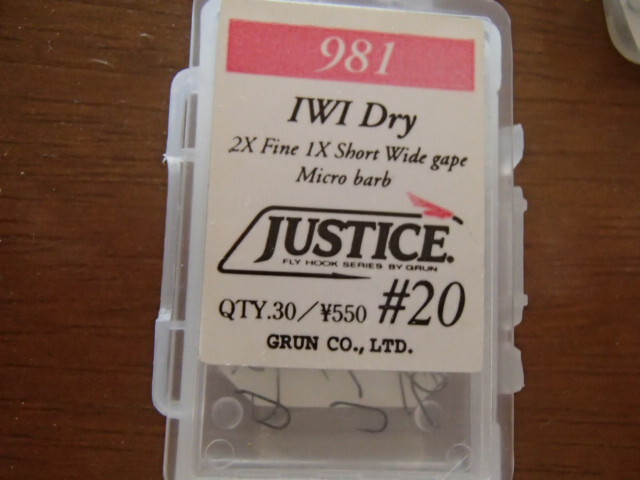 981
IWI Dry
2X Fine 1X Short Wide gape
Micro barb
JUSTICE.
FLY HOOK SERIES BY GRUN
QTY.30/¥550 #20
GRUN CO., LTD.